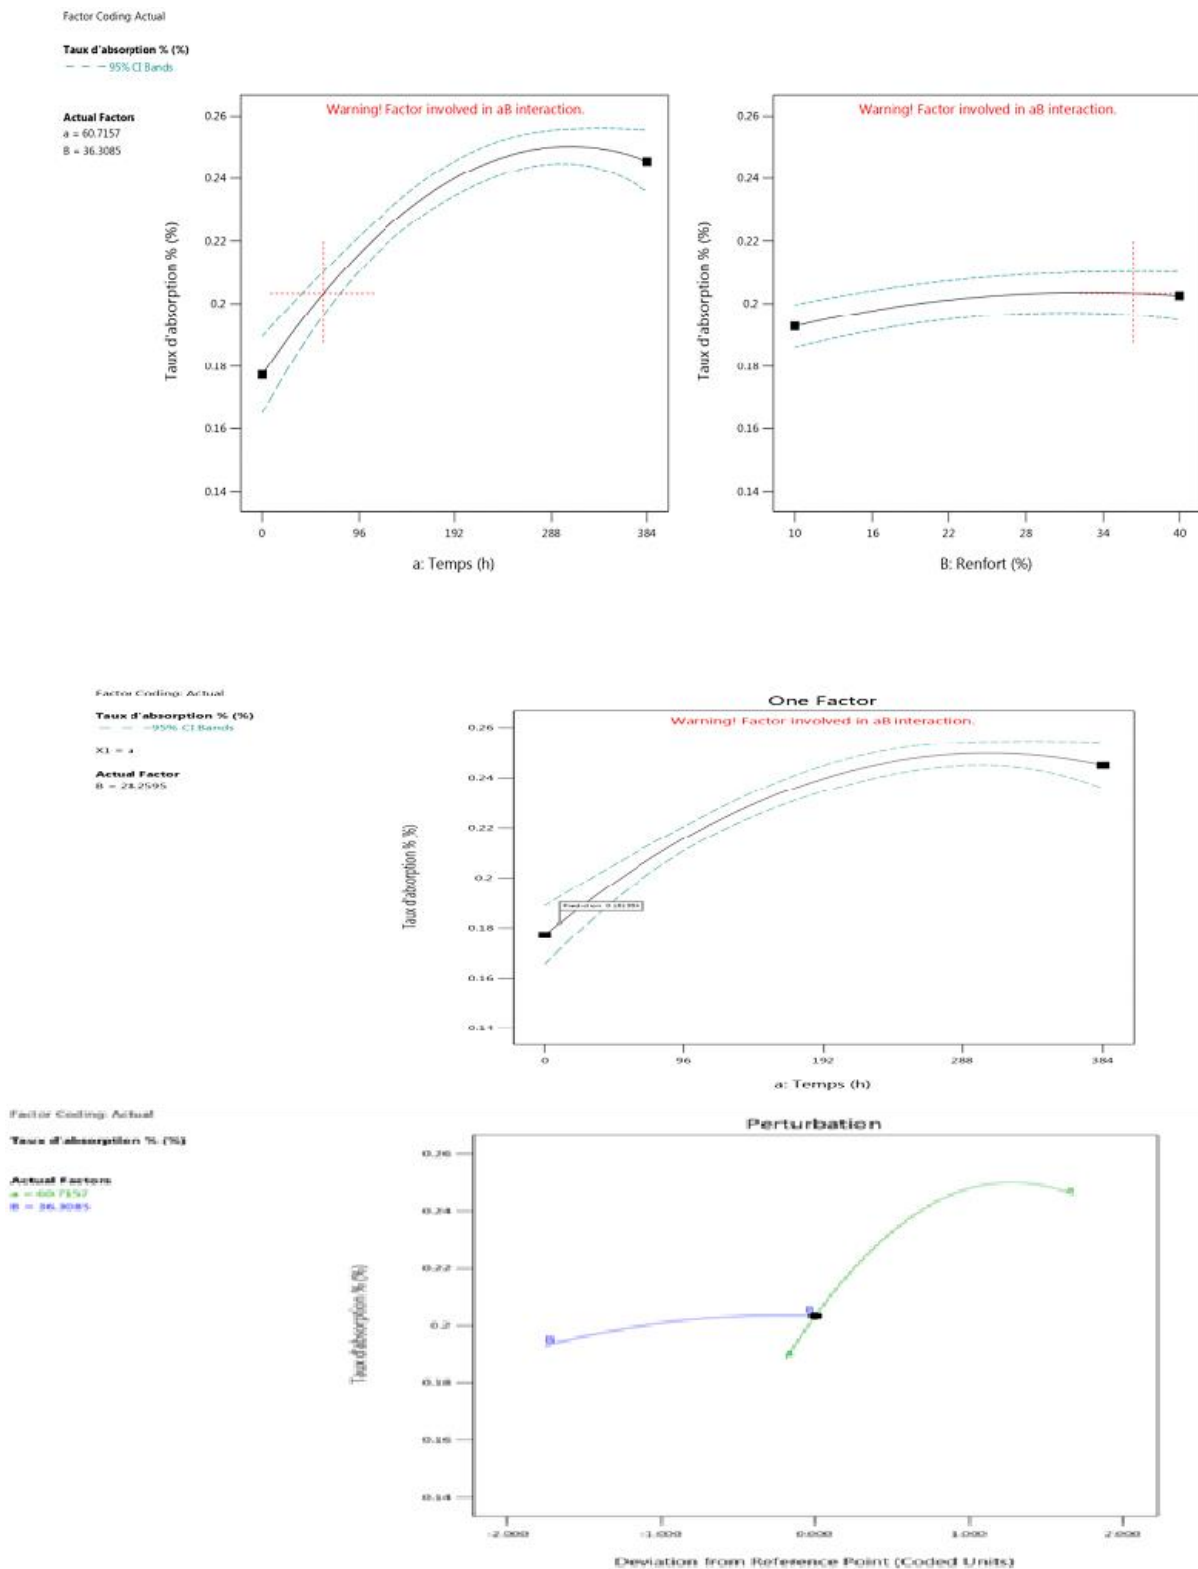 Factor Coding: Actual
Taux d'absorption % (%)
95% CI Bands
Actual Factors
a = 60.7157
B = 36.3085
Warning! Factor involved in aB interaction.
0.26
0.24
0.22
0.2
0.18
0.16
0.14
Taux d'absorption % (%)
0 96 192 288 384
a: Temps (h)
Warning! Factor involved in aB interaction.
0.26
0.24
0.22
0.2
0.18
0.16
0.14
Taux d'absorption % (%)
10 16 22 28 34 40
B: Renfort (%)
Factor Coding: Actual
Taux d'absorption % (%)
95% CI Bands
X1 = a
Actual Factor
One Factor
Warning! Factor involved in aB interaction.
0.26
0.24
0.22
0.2
0.18
0.16
0.14
Taux d'absorption % (%)
0 96 192 288 384
a: Temps (h)
Factor Coding: Actual
Taux d'absorption % (%)
Actual Factors
a = 60.7157
B = 36.3085
Perturbation
0.26
0.24
0.22
0.2
0.18
0.16
0.14
Taux d'absorption % (%)
-2.000 -1.000 0.000 1.000 2.000
Deviation from Reference Point (Coded Units)